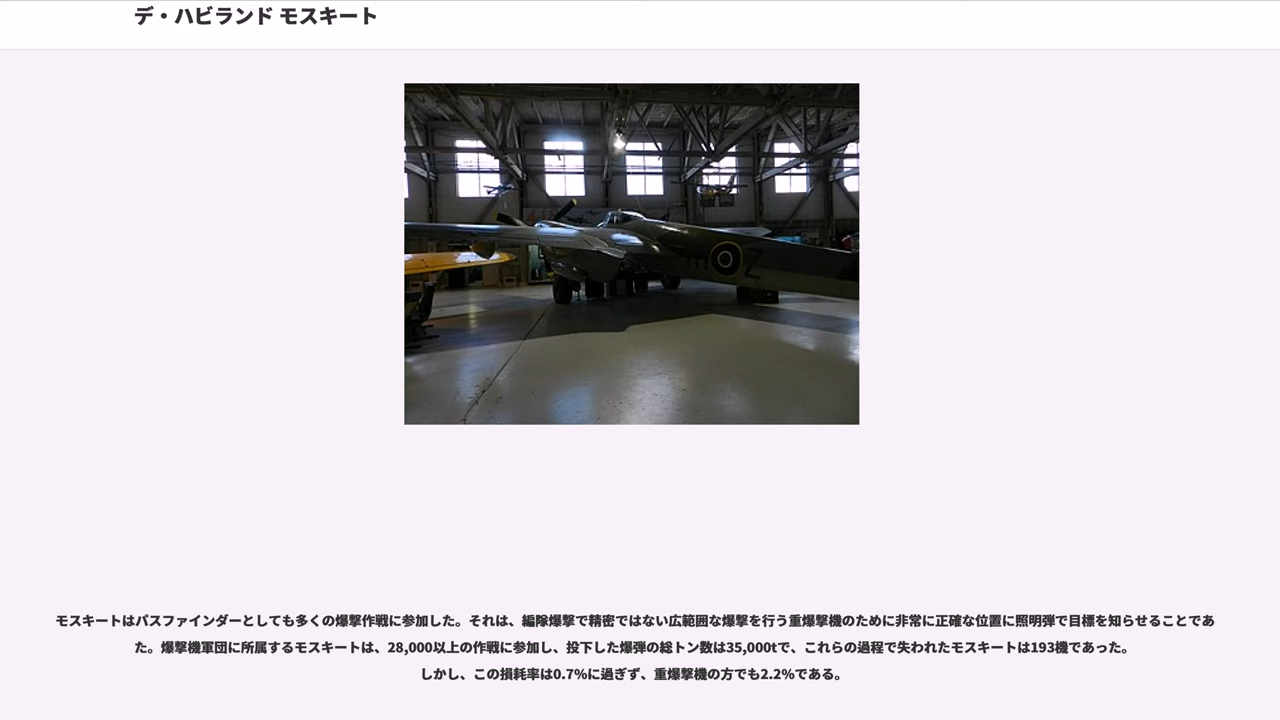 デ・ハビランド モスキート
Z
モスキートはパスファインダーとしても多くの爆撃作戦に参加した。それは、編隊爆撃で精密ではない広範囲な爆撃を行う重爆撃機のために非常に正確な位置に照明弾で目標を知らせることであ
た。爆撃機軍団に所属するモスキートは、28,000以上の作戦に参加し、投下した爆弾の総トン数は35,000tで、これらの過程で失われたモスキートは193機であった。
しかし、この損耗率は0.7%に過ぎず、重爆撃機の方でも2.2%である。